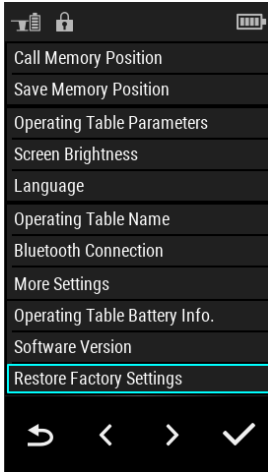 Call Memory Position
Save Memory Position
Operating Table Parameters
Screen Brightness
Language
Operating Table Name
Bluetooth Connection
More Settings
Operating Table Battery Info.
Software Version
Restore Factory Settings